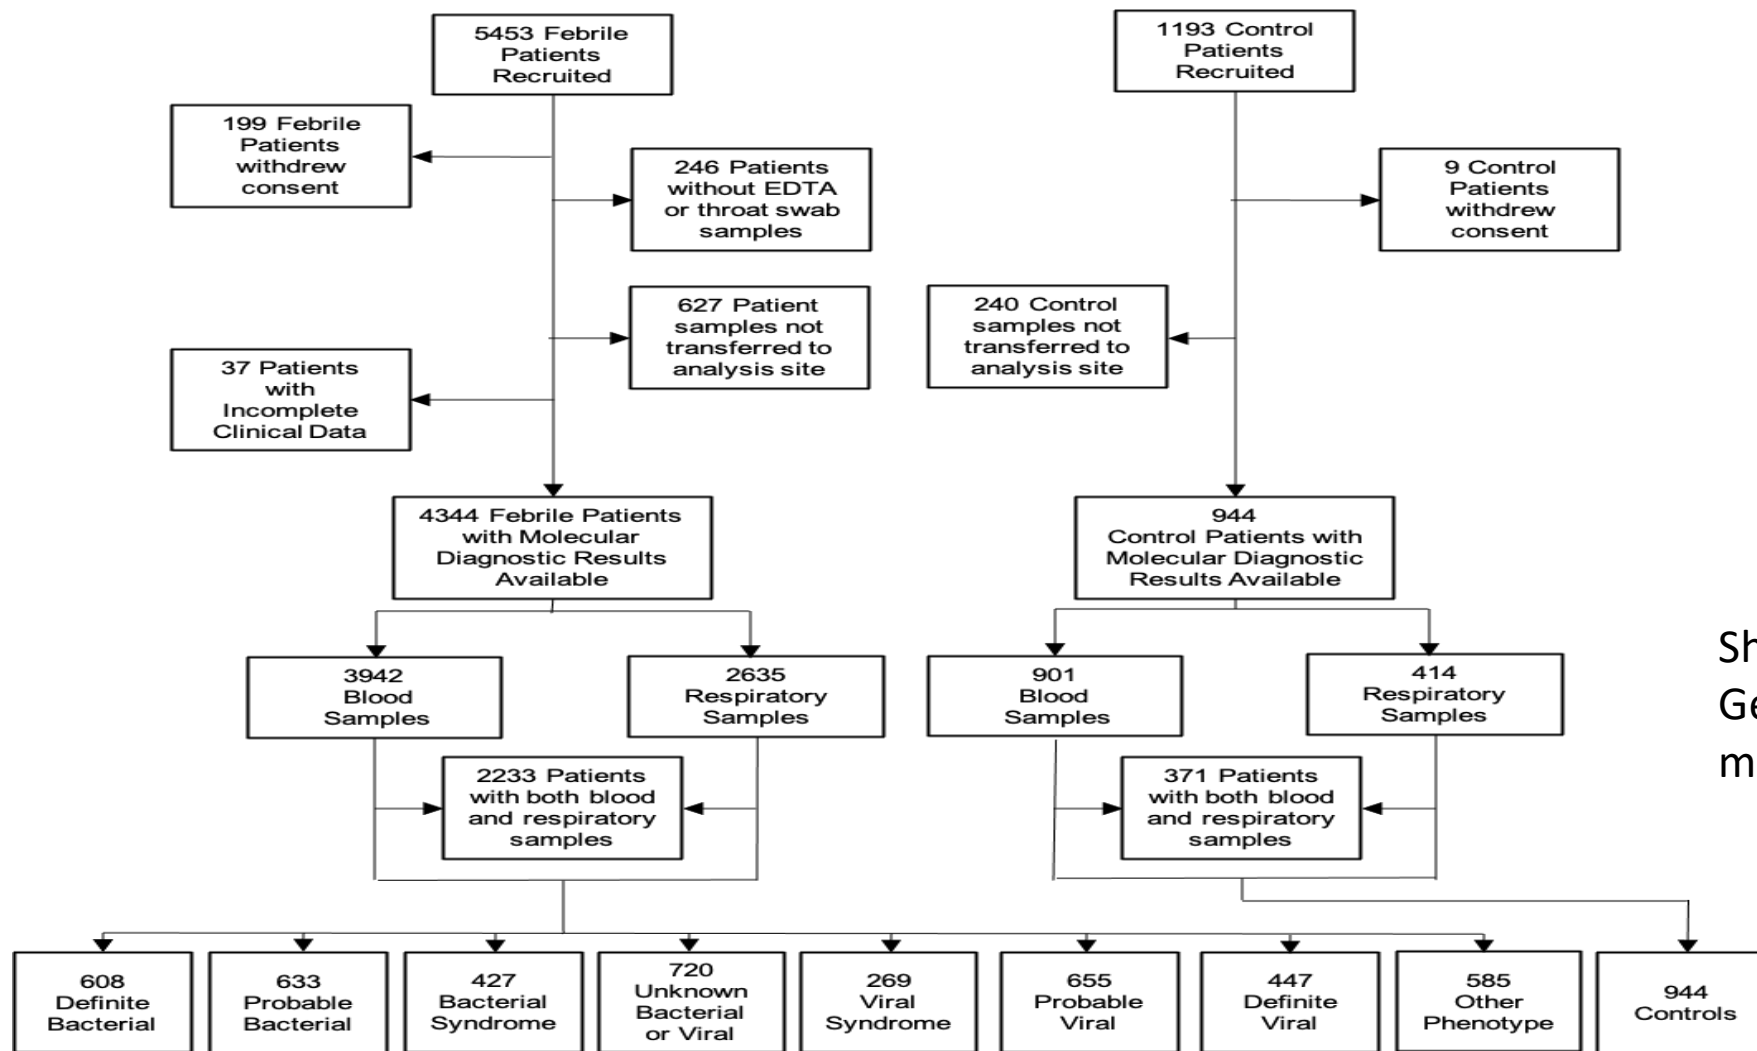 5453 Febrile
Patients
Recruited
1193 Control
Patients
Recruited
199 Febrile
Patients
withdrew
consent
246 Patients
without EDTA
or throat swab
samples
9 Control
Patients
withdrew
consent
627 Patient
samples not
transferred to
analysis site
240 Control
samples not
transferred to
analysis site
37 Patients
with
Incomplete
Clinical Data
4344 Febrile Patients
with Molecular
Diagnostic Results
Available
944
Control Patients with
Molecular Diagnostic
Results Available
3942
Blood
Samples
2635
Respiratory
Samples
901
Blood
Samples
414
Respiratory
Samples
Sh
Ge
m
2233 Patients
with both blood
and respiratory
samples
371 Patients
with both blood
and respiratory
samples
608
Definite
Bacterial
633
Probable
Bacterial
427
Bacterial
Syndrome
720
Unknown
Bacterial
or Viral
269
Viral
Syndrome
655
Probable
Viral
447
Definite
Viral
585
Other
Phenotype
944
Controls